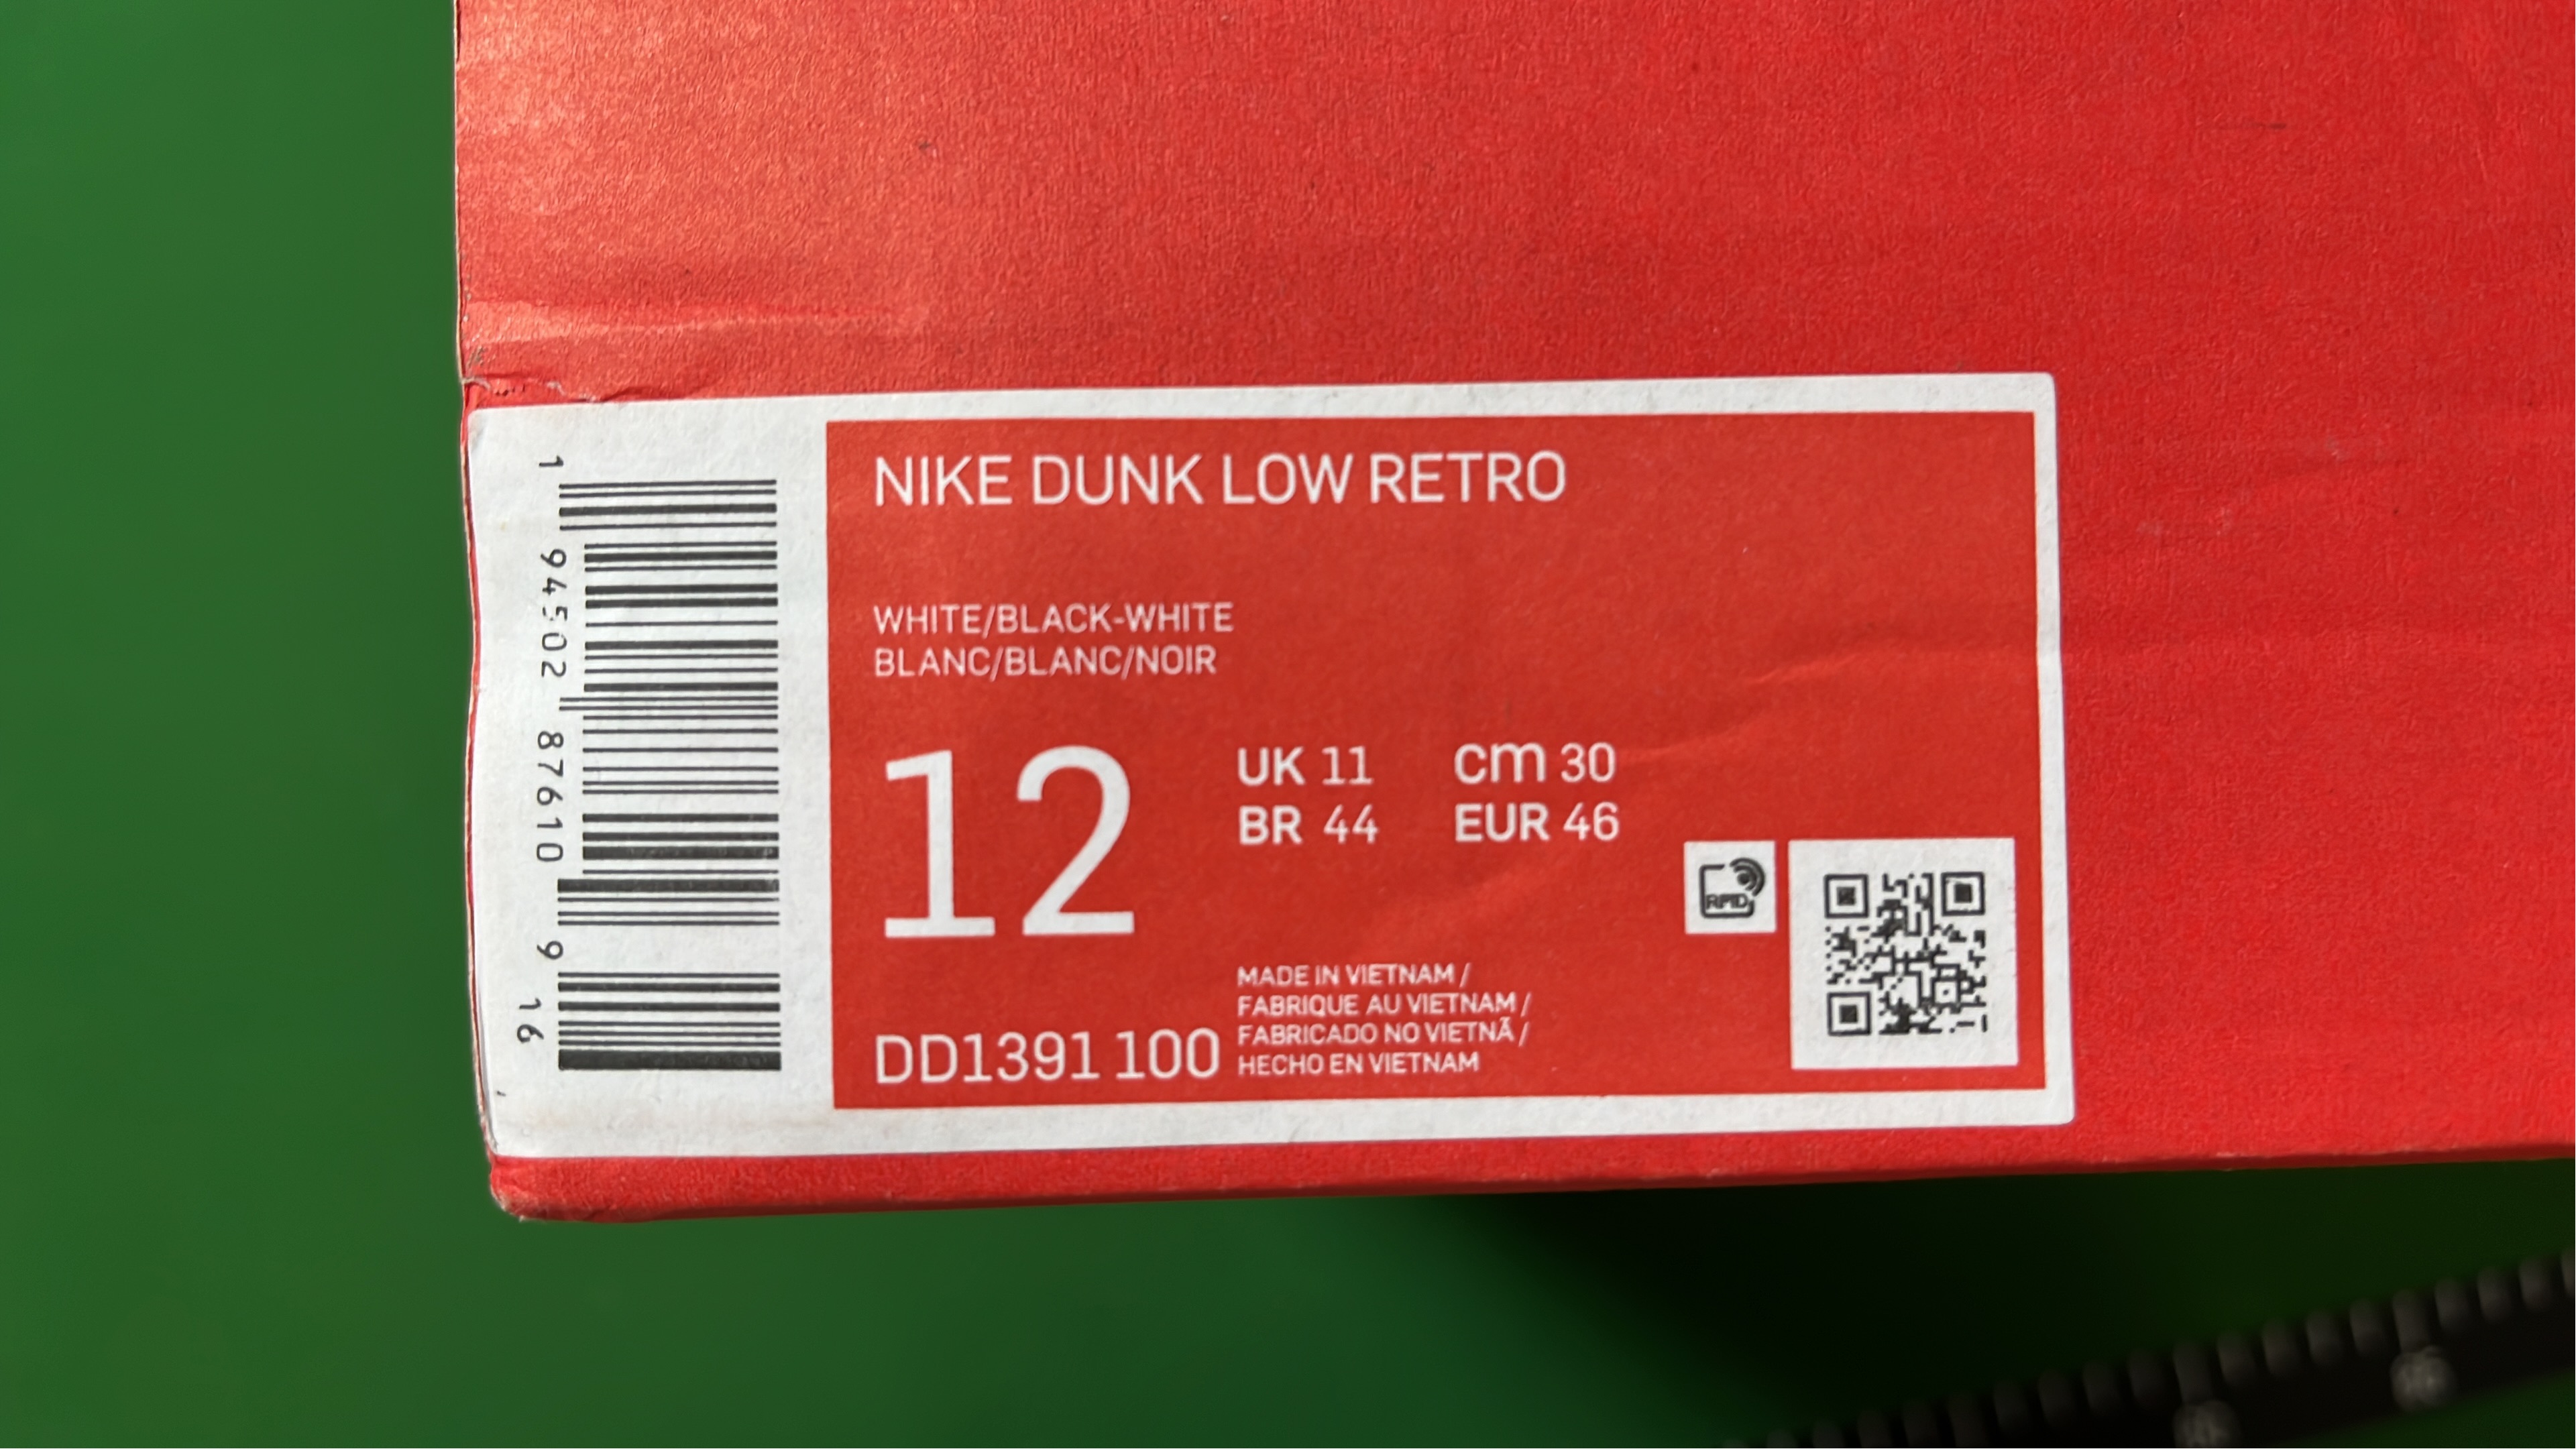 1 94502 87610 9 16
NIKE DUNK LOW RETRO
WHITE/BLACK-WHITE
BLANC/BLANC/NOIR
12
UK 11 cm 30
BR 44 EUR 46
RFID
MADE IN VIETNAM /
FABRIQUE AU VIETNAM /
FABRICADO NO VIETNÃ /
HECHO EN VIETNAM
DD1391 100